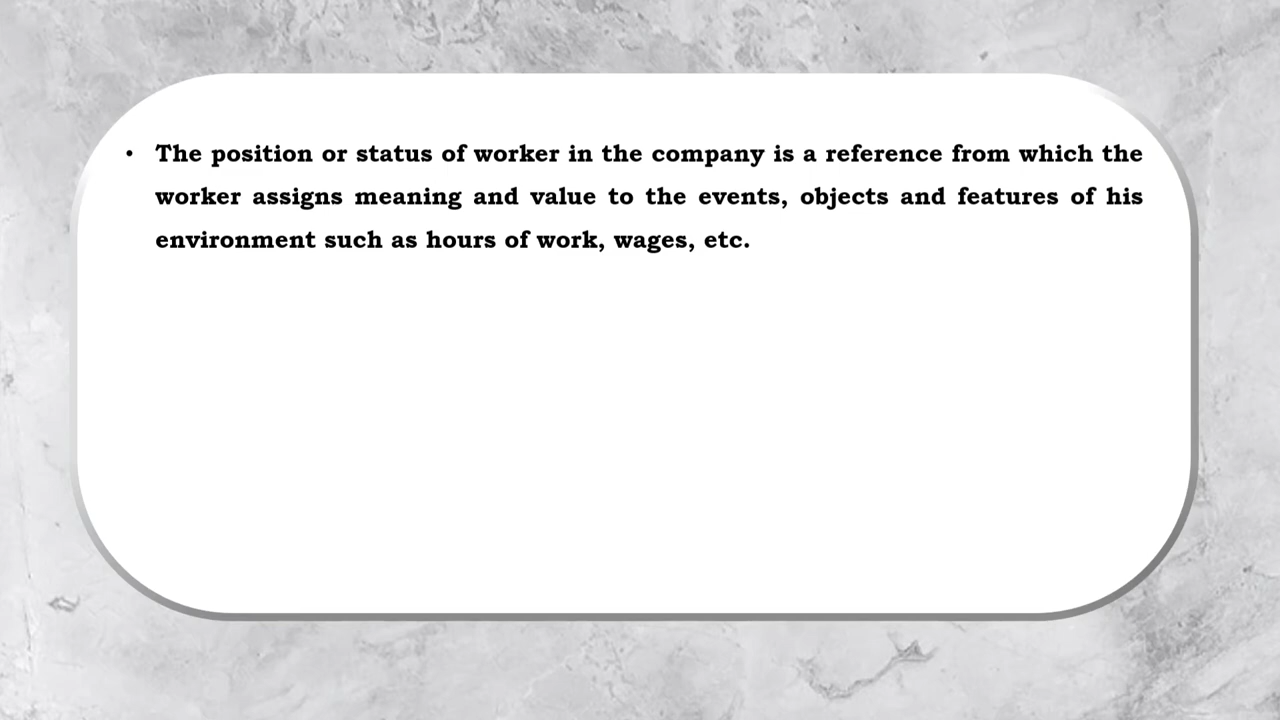 • The position or status of worker in the company is a reference from which the
worker assigns meaning and value to the events, objects and features of his
environment such as hours of work, wages, etc.